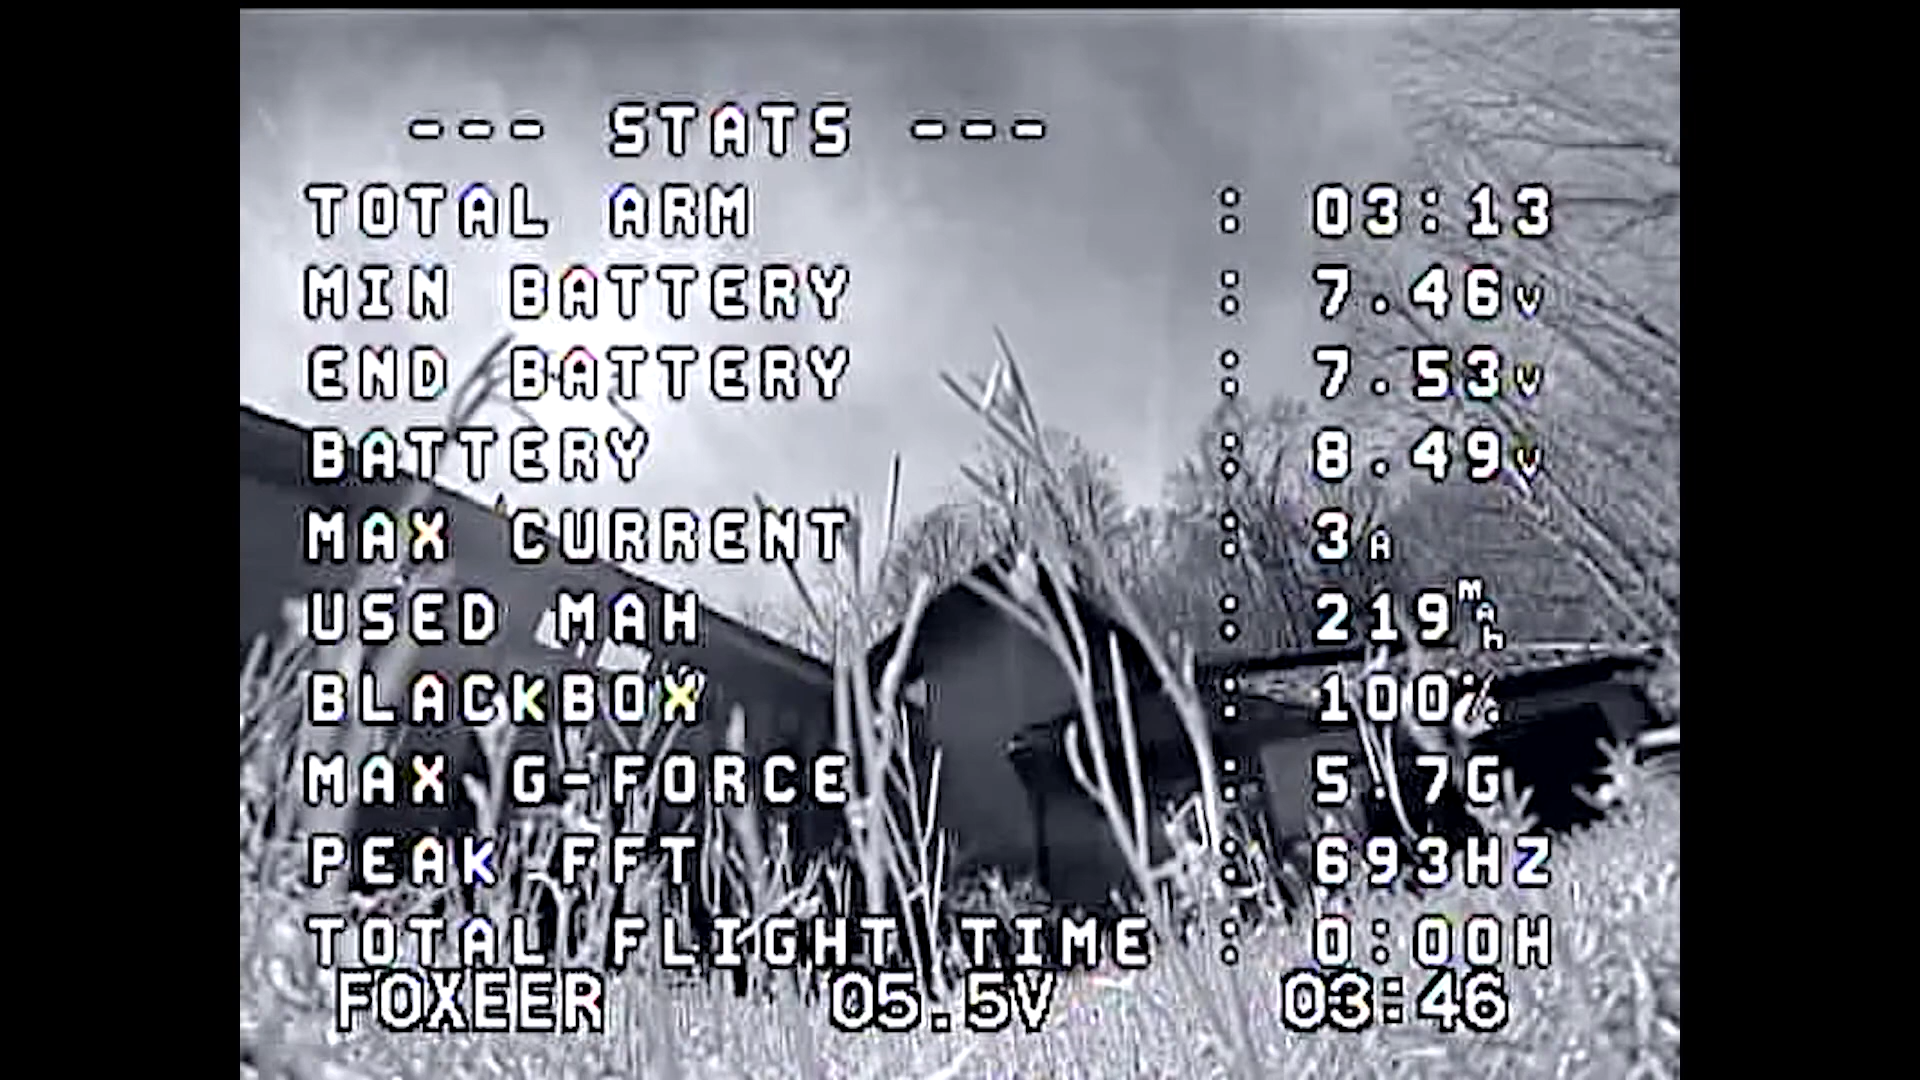 --- STATS ---
TOTAL ARM : 03:13
MIN BATTERY : 7.46V
END BATTERY : 7.53V
BATTERY : 8.49V
MAX CURRENT : 3A
USED MAH : 219mAh
BLACKBOX : 100%
MAX G-FORCE : 5.7G
PEAK FFT : 693HZ
TOTAL FLIGHT TIME : 0:00H
FOXEER 05.5V 03:46